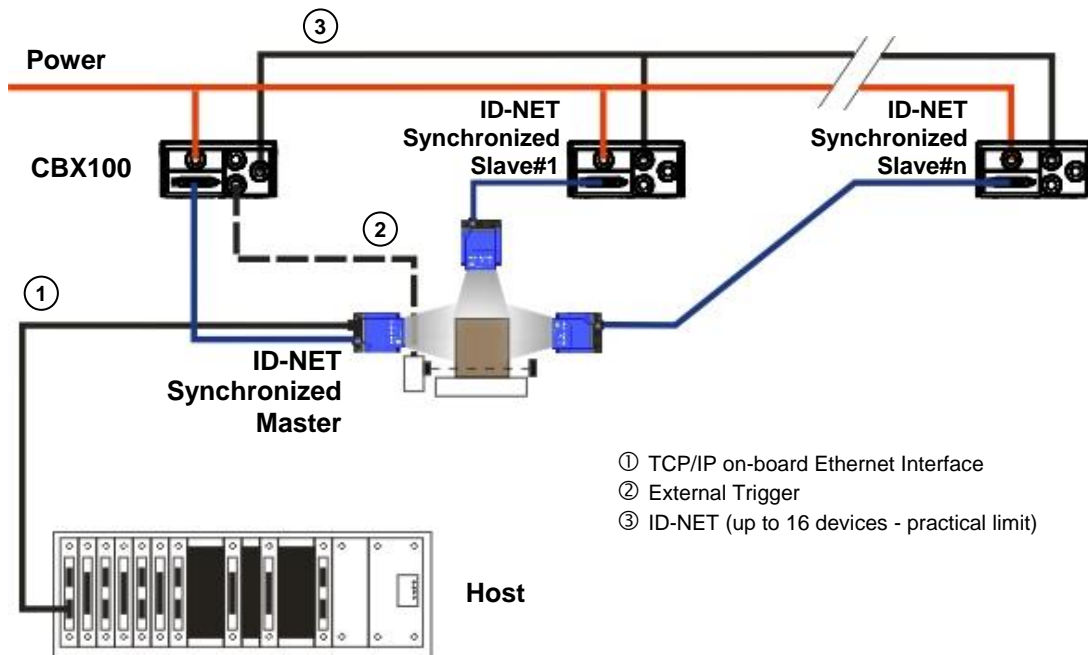 ③
Power
ID-NET
Synchronized
Slave#1
ID-NET
Synchronized
Slave#n
CBX100
②
①
ID-NET
Synchronized
Master
① TCP/IP on-board Ethernet Interface
② External Trigger
③ ID-NET (up to 16 devices - practical limit)
Host